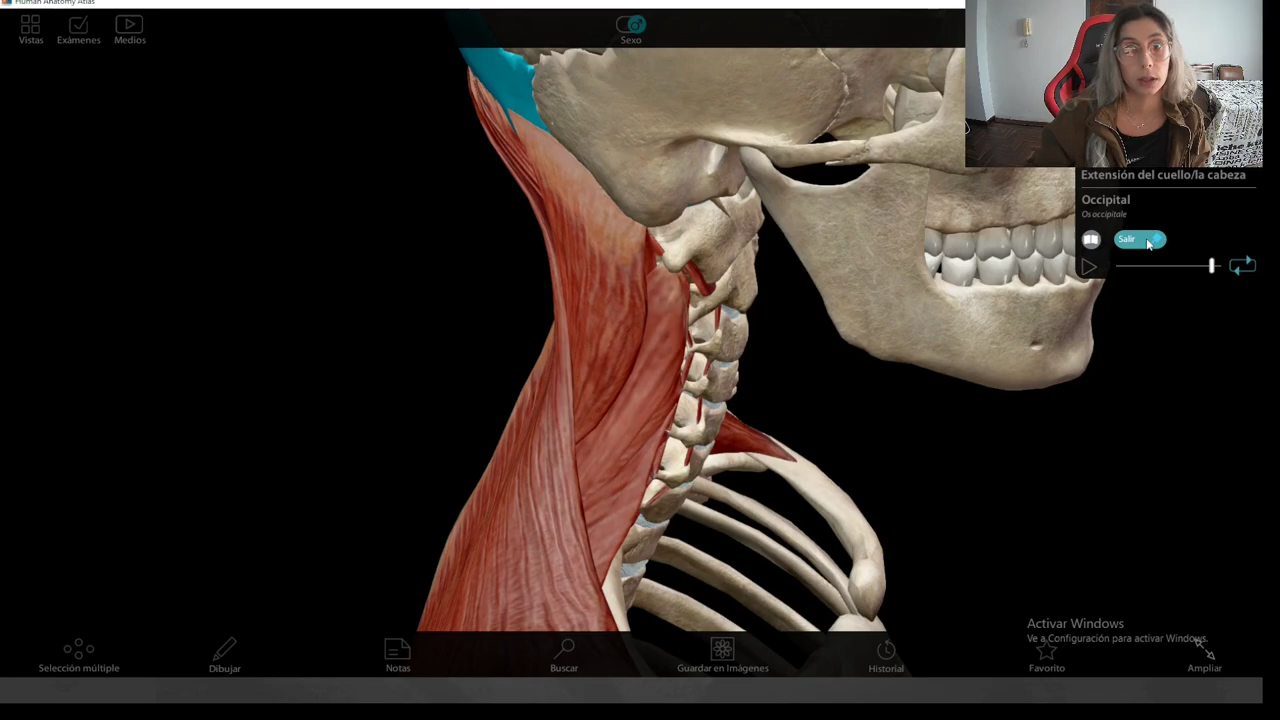 Human Anatomy Atlas
Vistas
Exámenes
Medios
Sexo
Extensión del cuello/la cabeza
Occipital
Os occipitale
Salir
Activar Windows
Ve a Configuración para activar Windows.
Selección múltiple
Dibujar
Notas
Buscar
Guardar en Imágenes
Historial
Favorito
Ampliar